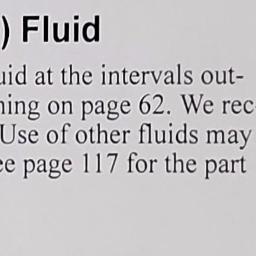 ) Fluid
uid at the intervals out-
ning on page 62. We rec
Use of other fluids may
ee page 117 for the part